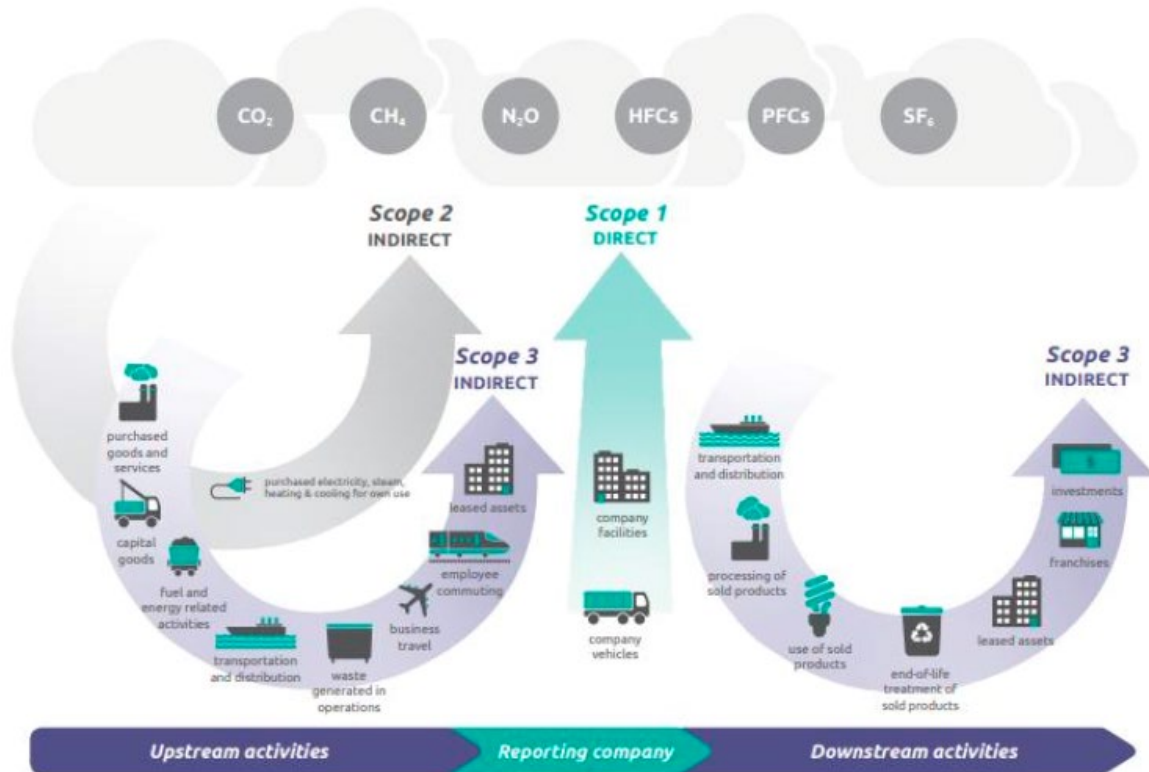 CO₂
CH₄
N₂O
HFCs
PFCs
SF₆
Scope 2
INDIRECT
Scope 1
DIRECT
Scope 3
INDIRECT
Scope 3
INDIRECT
purchased
goods and
services
capital
goods
fuel and
energy related
activities
transportation
and distribution
waste
generated in
operations
business
travel
employee
commuting
leased assets
purchased electricity, steam,
heating & cooling for own use
company
facilities
company
vehicles
transportation
and distribution
processing of
sold products
use of sold
products
end-of-life
treatment of
sold products
leased assets
franchises
investments
Upstream activities
Reporting company
Downstream activities